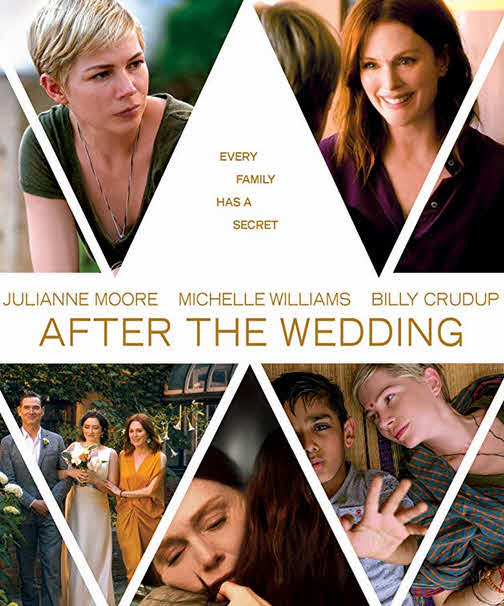 EVERY
FAMILY
HAS A
SECRET
JULIANNE MOORE MICHELLE WILLIAMS BILLY CRUDUP
AFTER THE WEDDING